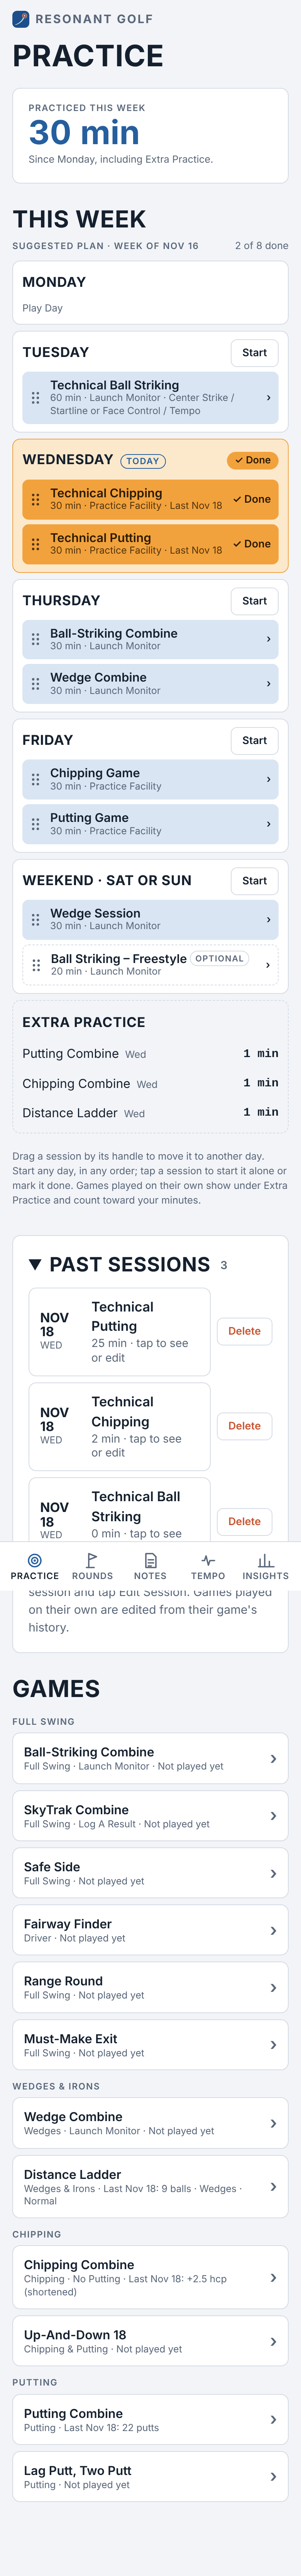 RESONANT GOLF
PRACTICE
PRACTICED THIS WEEK
30 min
Since Monday, including Extra Practice.
THIS WEEK
SUGGESTED PLAN · WEEK OF NOV 16
2 of 8 done
MONDAY
Play Day
TUESDAY
Start
Technical Ball Striking
60 min · Launch Monitor · Center Strike /
Startline or Face Control / Tempo
›
WEDNESDAY TODAY
✓ Done
Technical Chipping
30 min · Practice Facility · Last Nov 18
✓ Done
Technical Putting
30 min · Practice Facility · Last Nov 18
✓ Done
THURSDAY
Start
Ball-Striking Combine
30 min · Launch Monitor
›
Wedge Combine
30 min · Launch Monitor
›
FRIDAY
Start
Chipping Game
30 min · Practice Facility
›
Putting Game
30 min · Practice Facility
›
WEEKEND · SAT OR SUN
Start
Wedge Session
30 min · Launch Monitor
›
Ball Striking – Freestyle OPTIONAL
20 min · Launch Monitor
›
EXTRA PRACTICE
Putting Combine Wed 1 min
Chipping Combine Wed 1 min
Distance Ladder Wed 1 min
Drag a session by its handle to move it to another day.
Start any day, in any order; tap a session to start it alone or
mark it done. Games played on their own show under Extra
Practice and count toward your minutes.
▼ PAST SESSIONS 3
NOV
18
WED
Technical
Putting
25 min · tap to see
or edit
Delete
NOV
18
WED
Technical
Chipping
2 min · tap to see
or edit
Delete
NOV
18
WED
Technical Ball
Striking
0 min · tap to see
Delete
PRACTICE
ROUNDS
NOTES
TEMPO
INSIGHTS
session and tap Edit Session. Games played
on their own are edited from their game's
history.
GAMES
FULL SWING
Ball-Striking Combine
Full Swing · Launch Monitor · Not played yet
›
SkyTrak Combine
Full Swing · Log A Result · Not played yet
›
Safe Side
Full Swing · Not played yet
›
Fairway Finder
Driver · Not played yet
›
Range Round
Full Swing · Not played yet
›
Must-Make Exit
Full Swing · Not played yet
›
WEDGES & IRONS
Wedge Combine
Wedges · Launch Monitor · Not played yet
›
Distance Ladder
Wedges & Irons · Last Nov 18: 9 balls · Wedges ·
Normal
›
CHIPPING
Chipping Combine
Chipping · No Putting · Last Nov 18: +2.5 hcp
(shortened)
›
Up-And-Down 18
Chipping & Putting · Not played yet
›
PUTTING
Putting Combine
Putting · Last Nov 18: 22 putts
›
Lag Putt, Two Putt
Putting · Not played yet
›